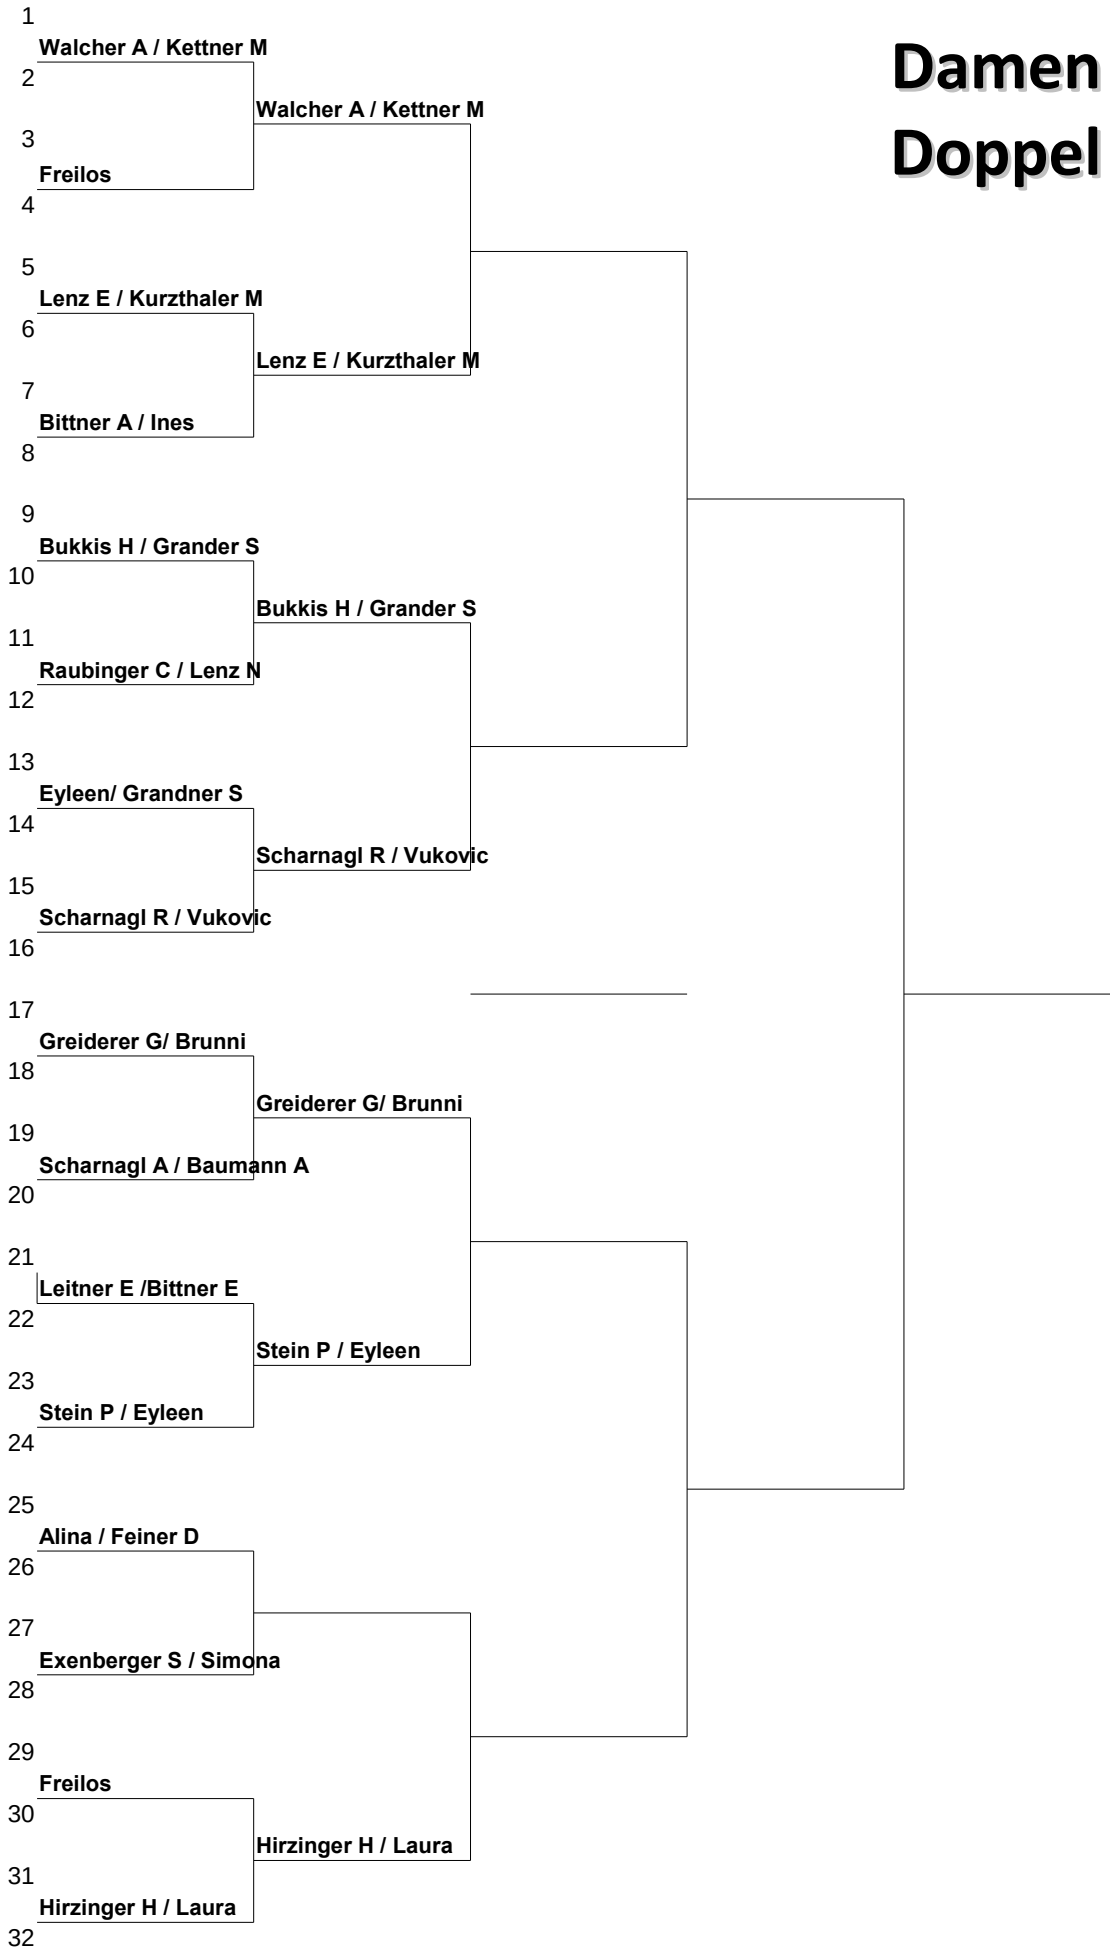 1
Walcher A / Kettner M
Damen
2
Walcher A / Kettner M
3
Doppel
Freilos
4
5
Lenz E / Kurzthaler M
6
Lenz E / Kurzthaler M
7
Bittner A / Ines
8
9
Bukkis H / Grander S
10
Bukkis H / Grander S
11
Raubinger C / Lenz N
12
13
Eyleen/ Grandner S
14
Scharnagl R / Vukovic
15
Scharnagl R / Vukovic
16
17
Greiderer G/ Brunni
18
Greiderer G/ Brunni
19
Scharnagl A / Baumann A
20
21
Leitner E /Bittner E
22
Stein P / Eyleen
23
Stein P / Eyleen
24
25
Alina / Feiner D
26
27
Exenberger S / Simona
28
29
Freilos
30
Hirzinger H / Laura
31
Hirzinger H / Laura
32